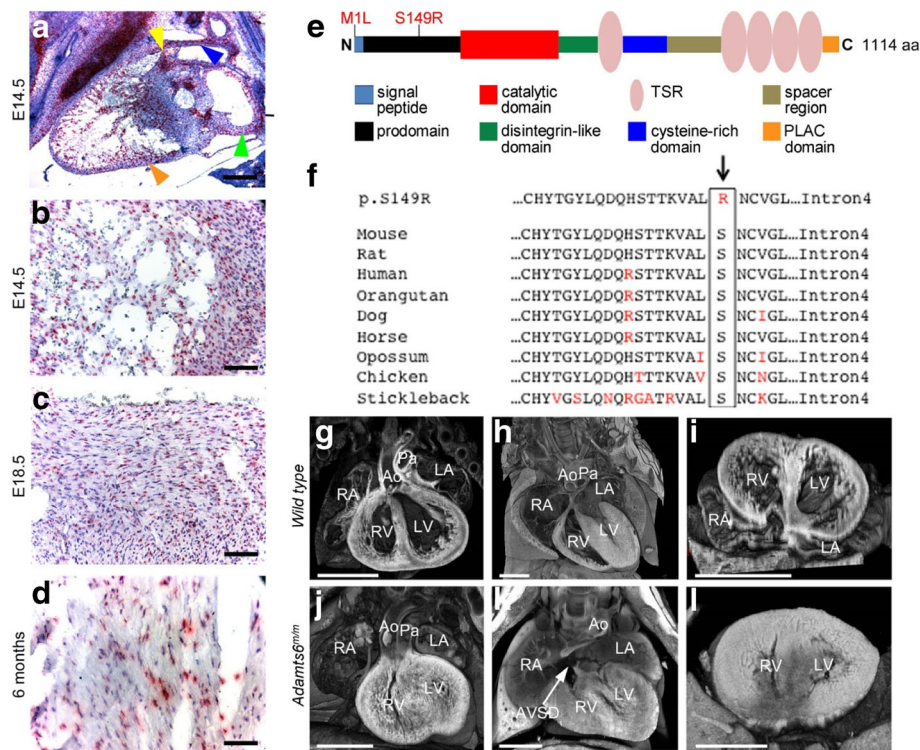 a
E14.5
b
E14.5
c
E18.5
d
6 months
e
M1L S149R
N C 1114 aa
signal peptide
catalytic domain
TSR
spacer region
prodomain
disintegrin-like domain
cysteine-rich domain
PLAC domain
f
p.S149R …CHYTGYLQDQHSTTKVAL R NCVGL…Intron4
Mouse …CHYTGYLQDQHSTTKVAL S NCVGL…Intron4
Rat …CHYTGYLQDQHSTTKVAL S NCVGL…Intron4
Human …CHYTGYLQDQRSTTKVAL S NCVGL…Intron4
Orangutan …CHYTGYLQDQRSTTKVAL S NCVGL…Intron4
Dog …CHYTGYLQDQRSTTKVAL S NCIGL…Intron4
Horse …CHYTGYLQDQRSTTKVAL S NCVGL…Intron4
Opossum …CHYTGYLQDQHSTTKVAI S NCIGL…Intron4
Chicken …CHYTGYLQDQHTTTKVAV S NCNGL…Intron4
Stickleback …CHYVGSLQNQRGATRVAL S NCKGL…Intron4
Wild type
g
Pa LA
Ao
RA
RV LV
h
AoPa
RA LA
LV
RV
i
RV LV
RA
LA
Adamts6m/m
j
AoPa LA
RA
LV
RV
k
Ao
RA LA
LV
AVSD RV
l
RV LV